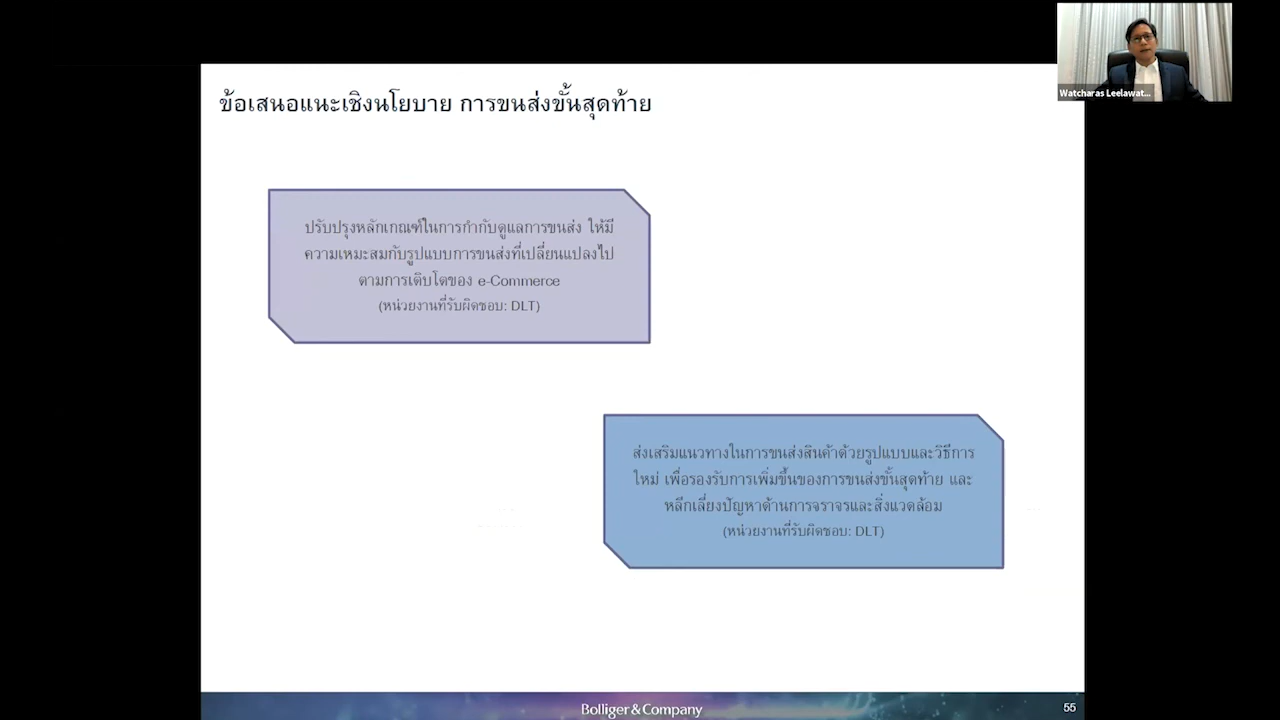 Watcharas Leelawat...
ข้อเสนอแนะเชิงนโยบาย การขนส่งขั้นสุดท้าย
ปรับปรุงหลักเกณฑ์ในการกำกับดูแลการขนส่ง ให้มี
ความเหมะสมกับรูปแบบการขนส่งที่เปลี่ยนแปลงไป
ตามการเติบโตของ e-Commerce
(หน่วยงานที่รับผิดชอบ: DLT)
ส่งเสริมแนวทางในการขนส่งสินค้าด้วยรูปแบบและวิธีการ
ใหม่ เพื่อรองรับการเพิ่มขึ้นของการขนส่งขั้นสุดท้าย และ
หลีกเลี่ยงปัญหาด้านการจราจรและสิ่งแวดล้อม
(หน่วยงานที่รับผิดชอบ: DLT)
Bolliger & Company
55